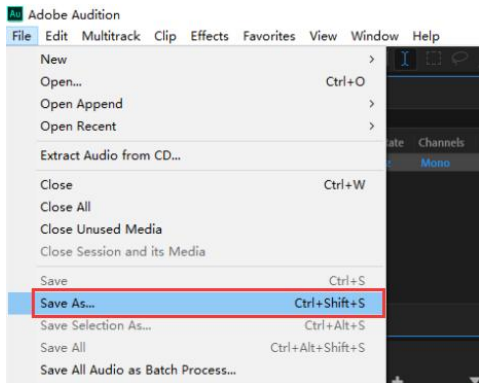 Au Adobe Audition
File Edit Multitrack Clip Effects Favorites View Window Help
New >
Open... Ctrl+O
Open Append >
Open Recent >
Channels
Extract Audio from CD...
Mono
Close Ctrl+W
Close All
Close Unused Media
Close Session and its Media
Save Ctrl+S
Save As... Ctrl+Shift+S
Save Selection As... Ctrl+Alt+S
Save All Ctrl+Alt+Shift+S
Save All Audio as Batch Process...